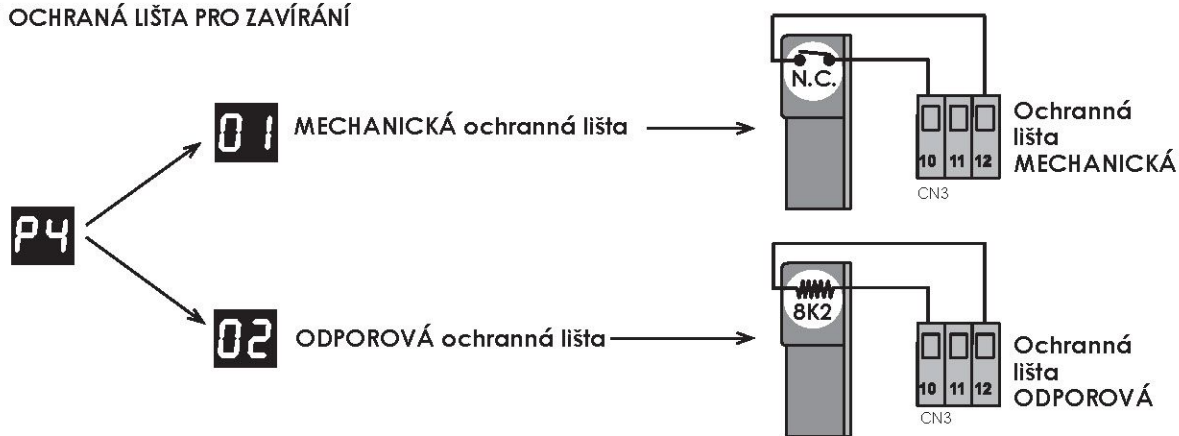 OCHRANÁ LIŠTA PRO ZAVÍRÁNÍ
P4
01 MECHANICKÁ ochranná lišta
N.C.
10 11 12
CN3
Ochranná
lišta
MECHANICKÁ
02 ODPOROVÁ ochranná lišta
8K2
10 11 12
CN3
Ochranná
lišta
ODPOROVÁ